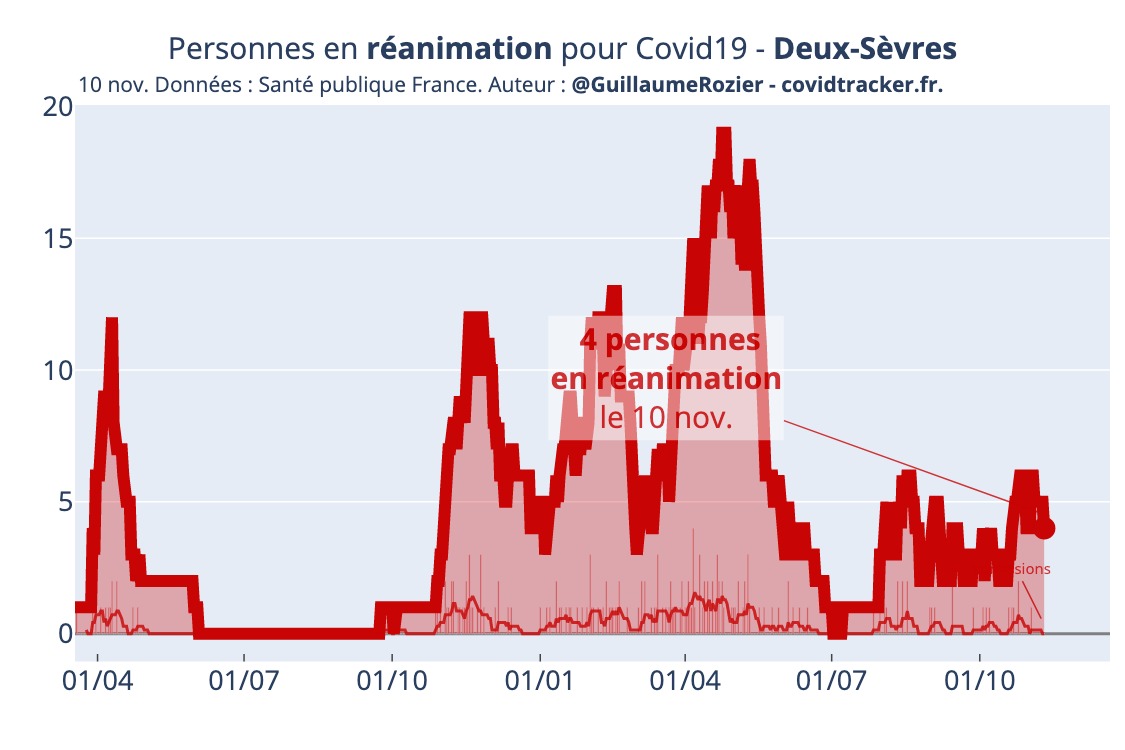 Personnes en réanimation pour Covid19 - Deux-Sèvres
10 nov. Données : Santé publique France. Auteur : @GuillaumeRozier - covidtracker.fr.
20
15
10
5
0
4 personnes
en réanimation
le 10 nov.
01/04
01/07
01/10
01/01
01/04
01/07
01/10